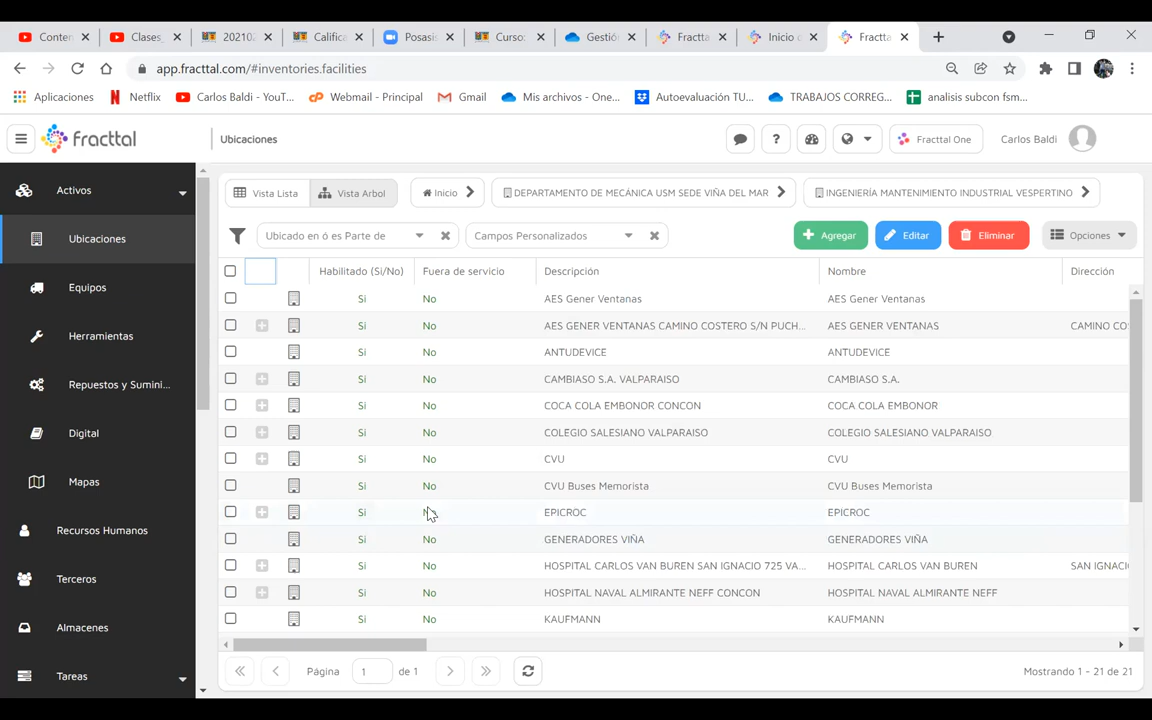 Conten
Clases_
202102
Califica
Posasis
Curso:
Gestió
Fractta
Inicio d
Fractta
app.fracttal.com/#inventories.facilities
Aplicaciones
Netflix
Carlos Baldi - YouT...
Webmail - Principal
Gmail
Mis archivos - One...
Autoevaluación TU...
TRABAJOS CORREG...
analisis subcon fsm...
fracttal
Ubicaciones
?
Fracttal One
Carlos Baldi
Activos
Ubicaciones
Equipos
Herramientas
Repuestos y Sumini...
Digital
Mapas
Recursos Humanos
Terceros
Almacenes
Tareas
Vista Lista
Vista Arbol
Inicio
DEPARTAMENTO DE MECÁNICA USM SEDE VIÑA DEL MAR
INGENIERÍA MANTENIMIENTO INDUSTRIAL VESPERTINO
Ubicado en ó es Parte de
Campos Personalizados
Agregar
Editar
Eliminar
Opciones
Habilitado (Si/No) Fuera de servicio Descripción Nombre Dirección
Si No AES Gener Ventanas AES Gener Ventanas
Si No AES GENER VENTANAS CAMINO COSTERO S/N PUCH... AES GENER VENTANAS CAMINO COS
Si No ANTUDEVICE ANTUDEVICE
Si No CAMBIASO S.A. VALPARAISO CAMBIASO S.A.
Si No COCA COLA EMBONOR CONCON COCA COLA EMBONOR
Si No COLEGIO SALESIANO VALPARAISO COLEGIO SALESIANO VALPARAISO
Si No CVU CVU
Si No CVU Buses Memorista CVU Buses Memorista
Si No EPICROC EPICROC
Si No GENERADORES VIÑA GENERADORES VIÑA
Si No HOSPITAL CARLOS VAN BUREN SAN IGNACIO 725 VA... HOSPITAL CARLOS VAN BUREN SAN IGNACI
Si No HOSPITAL NAVAL ALMIRANTE NEFF CONCON HOSPITAL NAVAL ALMIRANTE NEFF
Si No KAUFMANN KAUFMANN
Página 1 de 1
Mostrando 1 - 21 de 21